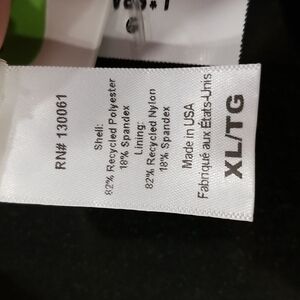 RN# 130061
Shell:
82% Recycled Polyester
18% Spandex
Lining:
82% Recycled Nylon
18% Spandex
Made in USA
Fabriqué aux États-Unis
XL/TG